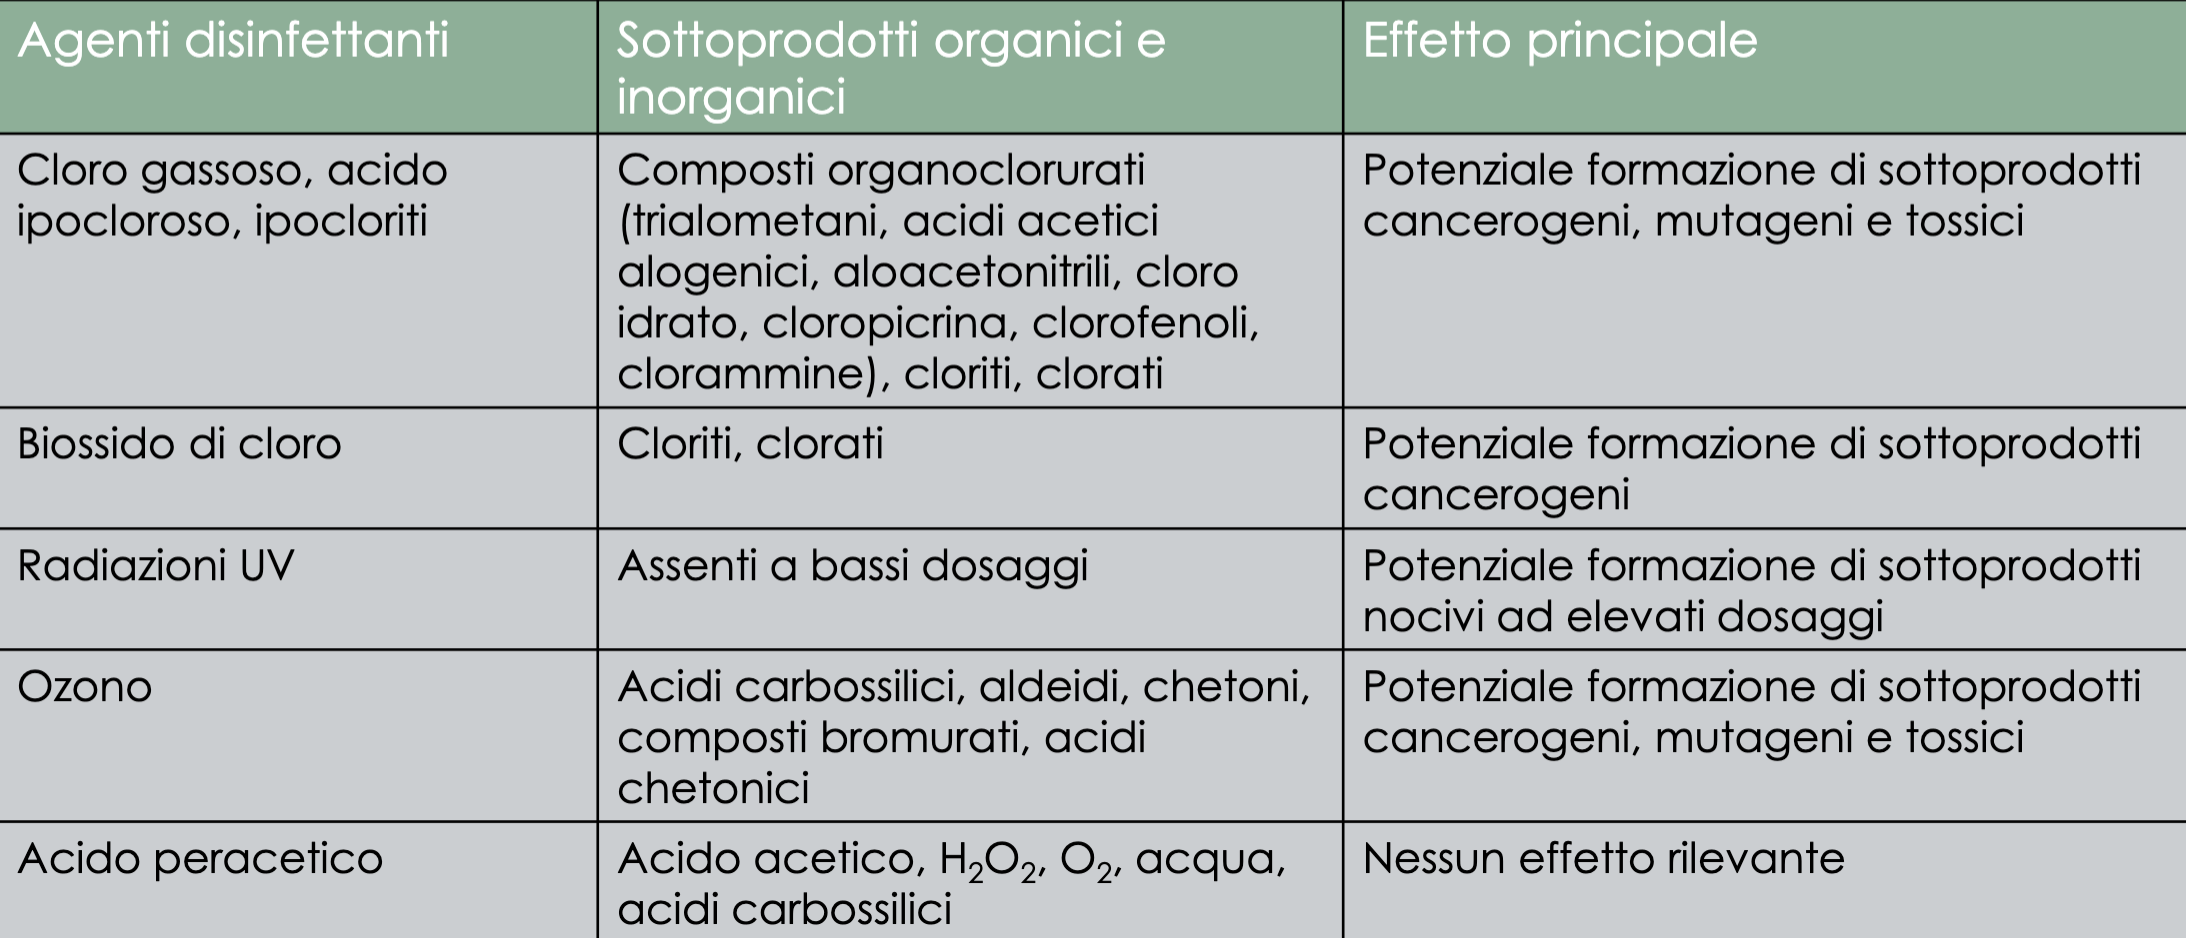 Agenti disinfettanti
Sottoprodotti organici e
inorganici
Effetto principale
Cloro gassoso, acido
ipocloroso, ipocloriti
Composti organoclorurati
(trialometani, acidi acetici
alogenici, aloacetonitrili, cloro
idrato, cloropicrina, clorofenoli,
clorammine), cloriti, clorati
Potenziale formazione di sottoprodotti
cancerogeni, mutageni e tossici
Biossido di cloro
Cloriti, clorati
Potenziale formazione di sottoprodotti
cancerogeni
Radiazioni UV
Assenti a bassi dosaggi
Potenziale formazione di sottoprodotti
nocivi ad elevati dosaggi
Ozono
Acidi carbossilici, aldeidi, chetoni,
composti bromurati, acidi
chetonici
Potenziale formazione di sottoprodotti
cancerogeni, mutageni e tossici
Acido peracetico
Acido acetico, H₂O₂, O₂, acqua,
acidi carbossilici
Nessun effetto rilevante